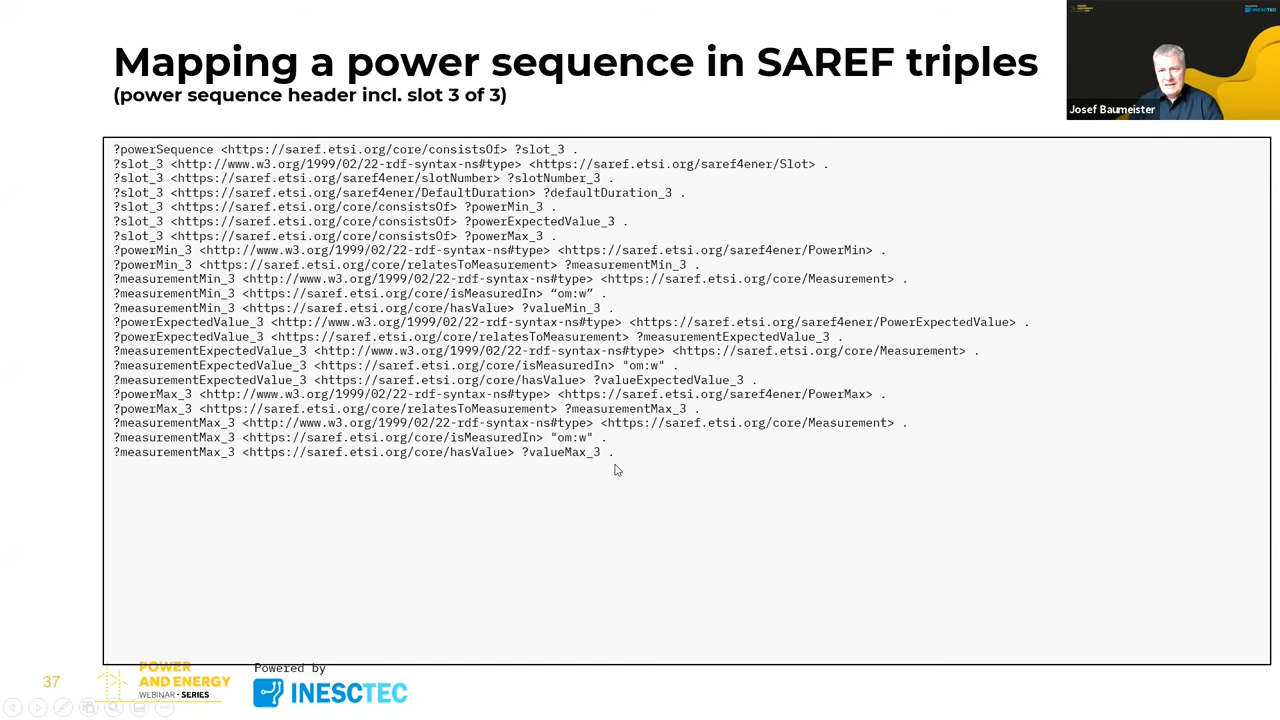 Mapping a power sequence in SAREF triples
(power sequence header incl. slot 3 of 3)
INESCTEC
Josef Baumeister
?powerSequence <https://saref.etsi.org/core/consistsOf> ?slot_3 .
?slot_3 <http://www.w3.org/1999/02/22-rdf-syntax-ns#type> <https://saref.etsi.org/saref4ener/Slot> .
?slot_3 <https://saref.etsi.org/saref4ener/slotNumber> ?slotNumber_3 .
?slot_3 <https://saref.etsi.org/saref4ener/DefaultDuration> ?defaultDuration_3 .
?slot_3 <https://saref.etsi.org/core/consistsOf> ?powerMin_3 .
?slot_3 <https://saref.etsi.org/core/consistsOf> ?powerExpectedValue_3 .
?slot_3 <https://saref.etsi.org/core/consistsOf> ?powerMax_3 .
?powerMin_3 <http://www.w3.org/1999/02/22-rdf-syntax-ns#type> <https://saref.etsi.org/saref4ener/PowerMin> .
?powerMin_3 <https://saref.etsi.org/core/relatesToMeasurement> ?measurementMin_3 .
?measurementMin_3 <http://www.w3.org/1999/02/22-rdf-syntax-ns#type> <https://saref.etsi.org/core/Measurement> .
?measurementMin_3 <https://saref.etsi.org/core/isMeasuredIn> “om:w” .
?measurementMin_3 <https://saref.etsi.org/core/hasValue> ?valueMin_3 .
?powerExpectedValue_3 <http://www.w3.org/1999/02/22-rdf-syntax-ns#type> <https://saref.etsi.org/saref4ener/PowerExpectedValue> .
?powerExpectedValue_3 <https://saref.etsi.org/core/relatesToMeasurement> ?measurementExpectedValue_3 .
?measurementExpectedValue_3 <http://www.w3.org/1999/02/22-rdf-syntax-ns#type> <https://saref.etsi.org/core/Measurement> .
?measurementExpectedValue_3 <https://saref.etsi.org/core/isMeasuredIn> "om:w" .
?measurementExpectedValue_3 <https://saref.etsi.org/core/hasValue> ?valueExpectedValue_3 .
?powerMax_3 <http://www.w3.org/1999/02/22-rdf-syntax-ns#type> <https://saref.etsi.org/saref4ener/PowerMax> .
?powerMax_3 <https://saref.etsi.org/core/relatesToMeasurement> ?measurementMax_3 .
?measurementMax_3 <http://www.w3.org/1999/02/22-rdf-syntax-ns#type> <https://saref.etsi.org/core/Measurement> .
?measurementMax_3 <https://saref.etsi.org/core/isMeasuredIn> "om:w" .
?measurementMax_3 <https://saref.etsi.org/core/hasValue> ?valueMax_3 .
37
POWER
AND ENERGY
WEBINAR • SERIES
Powered by
INESCTEC